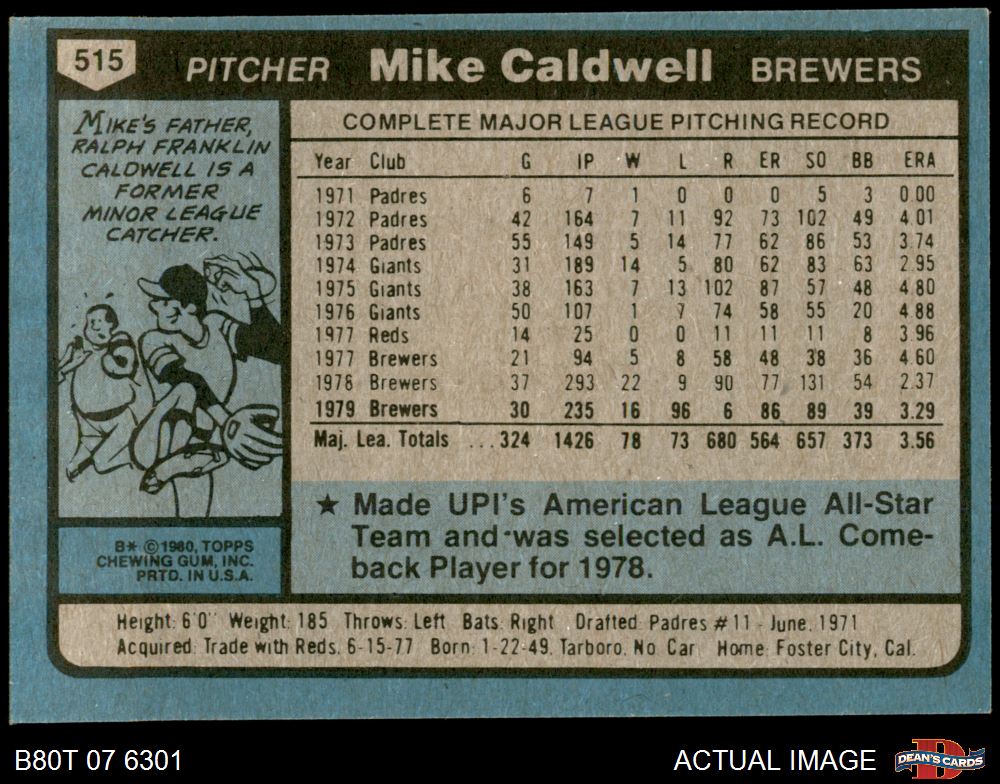 515 PITCHER Mike Caldwell BREWERS
MIKE'S FATHER,
RALPH FRANKLIN
CALDWELL IS A
FORMER
MINOR LEAGUE
CATCHER.
B* ©1980, TOPPS
CHEWING GUM, INC.
PRTD. IN U.S.A.
COMPLETE MAJOR LEAGUE PITCHING RECORD
Year Club G IP W L R ER SO BB ERA
1971 Padres 6 7 1 0 0 0 5 3 0.00
1972 Padres 42 164 7 11 92 73 102 49 4.01
1973 Padres 55 149 5 14 77 62 86 53 3.74
1974 Giants 31 189 14 5 80 62 83 63 2.95
1975 Giants 38 163 7 13 102 87 57 48 4.80
1976 Giants 50 107 1 7 74 58 55 20 4.88
1977 Reds 14 25 0 0 11 11 11 8 3.96
1977 Brewers 21 94 5 8 58 48 38 36 4.60
1978 Brewers 37 293 22 9 90 77 131 54 2.37
1979 Brewers 30 235 16 96 6 86 89 39 3.29
Maj. Lea. Totals ... 324 1426 78 73 680 564 657 373 3.56
★ Made UPI's American League All-Star
Team and was selected as A.L. Come-
back Player for 1978.
Height: 6'0" Weight: 185 Throws: Left Bats: Right Drafted: Padres #11 - June, 1971
Acquired: Trade with Reds, 6-15-77 Born: 1-22-49, Tarboro, No. Car. Home: Foster City, Cal.
B80T 07 6301 ACTUAL IMAGE DEAN'S CARDS